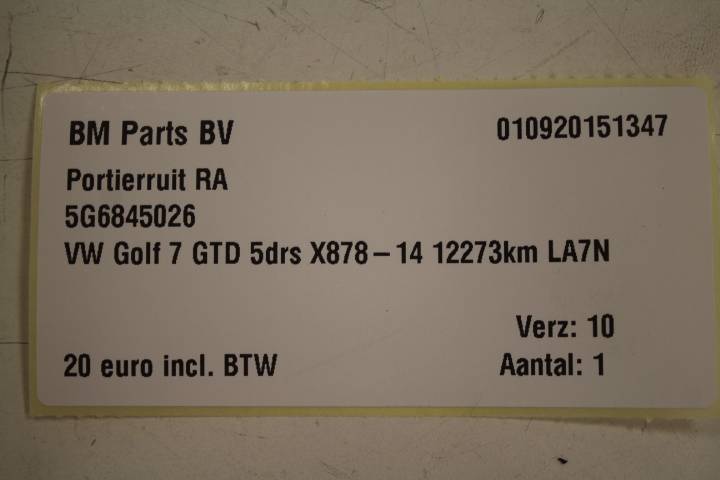 BM Parts BV 010920151347
Portierruit RA
5G6845026
VW Golf 7 GTD 5drs X878-14 12273km LA7N
Verz: 10
20 euro incl. BTW Aantal: 1